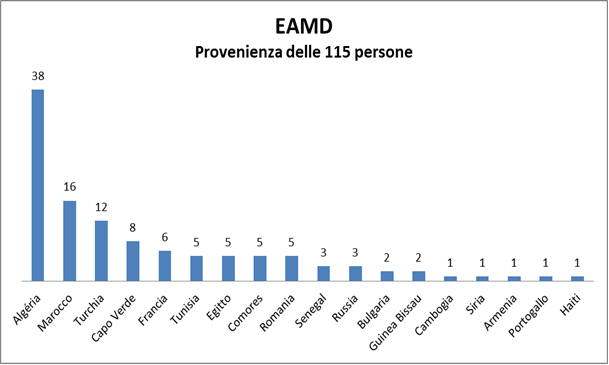 EAMD
Provenienza delle 115 persone
38
16
12
8
6
5
5
5
5
3
3
2
2
1
1
1
1
1
Algéria
Marocco
Turchia
Capo Verde
Francia
Tunisia
Egitto
Comores
Romania
Senegal
Russia
Bulgaria
Guinea Bissau
Cambogia
Siria
Armenia
Portogallo
Haiti